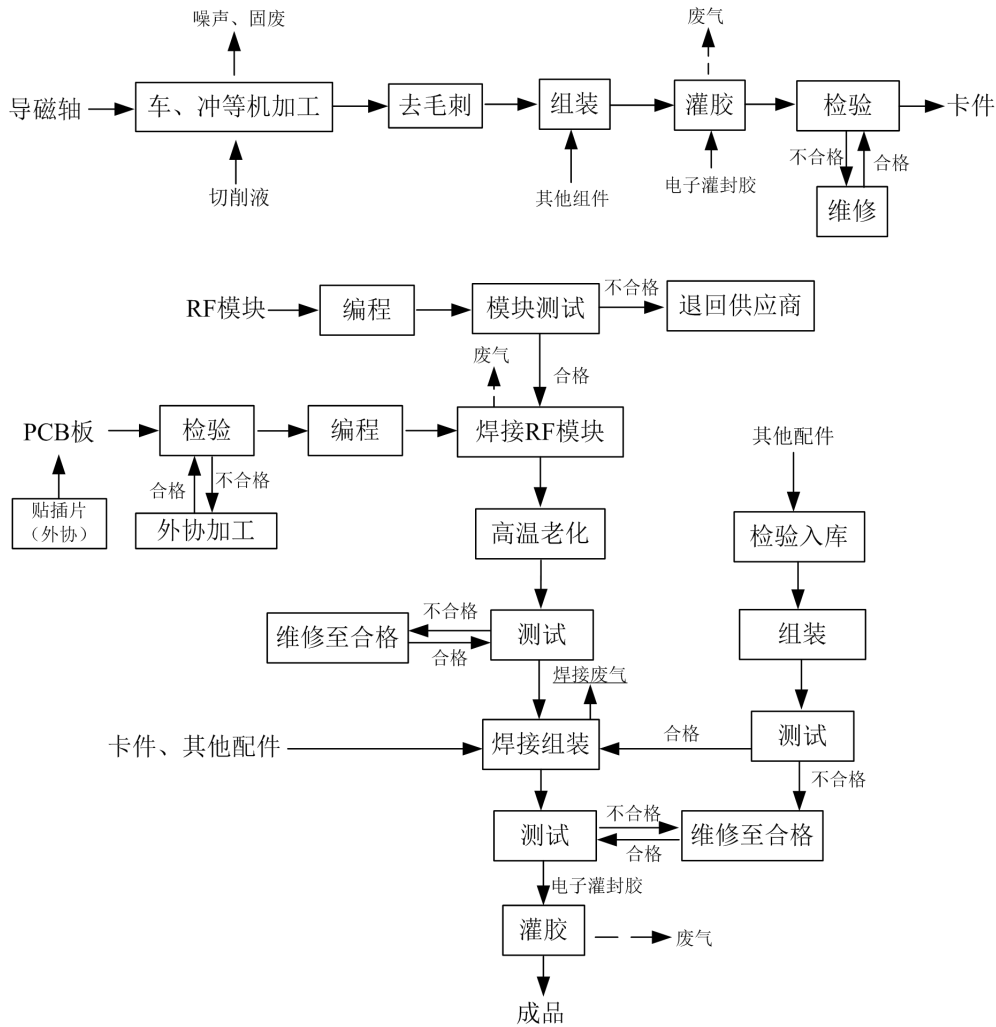 噪声、固废
废气
导磁轴
车、冲等机加工
去毛刺
组装
灌胶
检验
卡件
不合格
合格
切削液
其他组件
电子灌封胶
维修
RF模块
编程
模块测试
不合格
退回供应商
废气
合格
PCB板
检验
编程
焊接RF模块
其他配件
合格
不合格
贴插片
（外协）
外协加工
高温老化
检验入库
维修至合格
不合格
合格
测试
组装
焊接废气
卡件、其他配件
焊接组装
合格
测试
不合格
测试
不合格
合格
维修至合格
电子灌封胶
灌胶
废气
成品